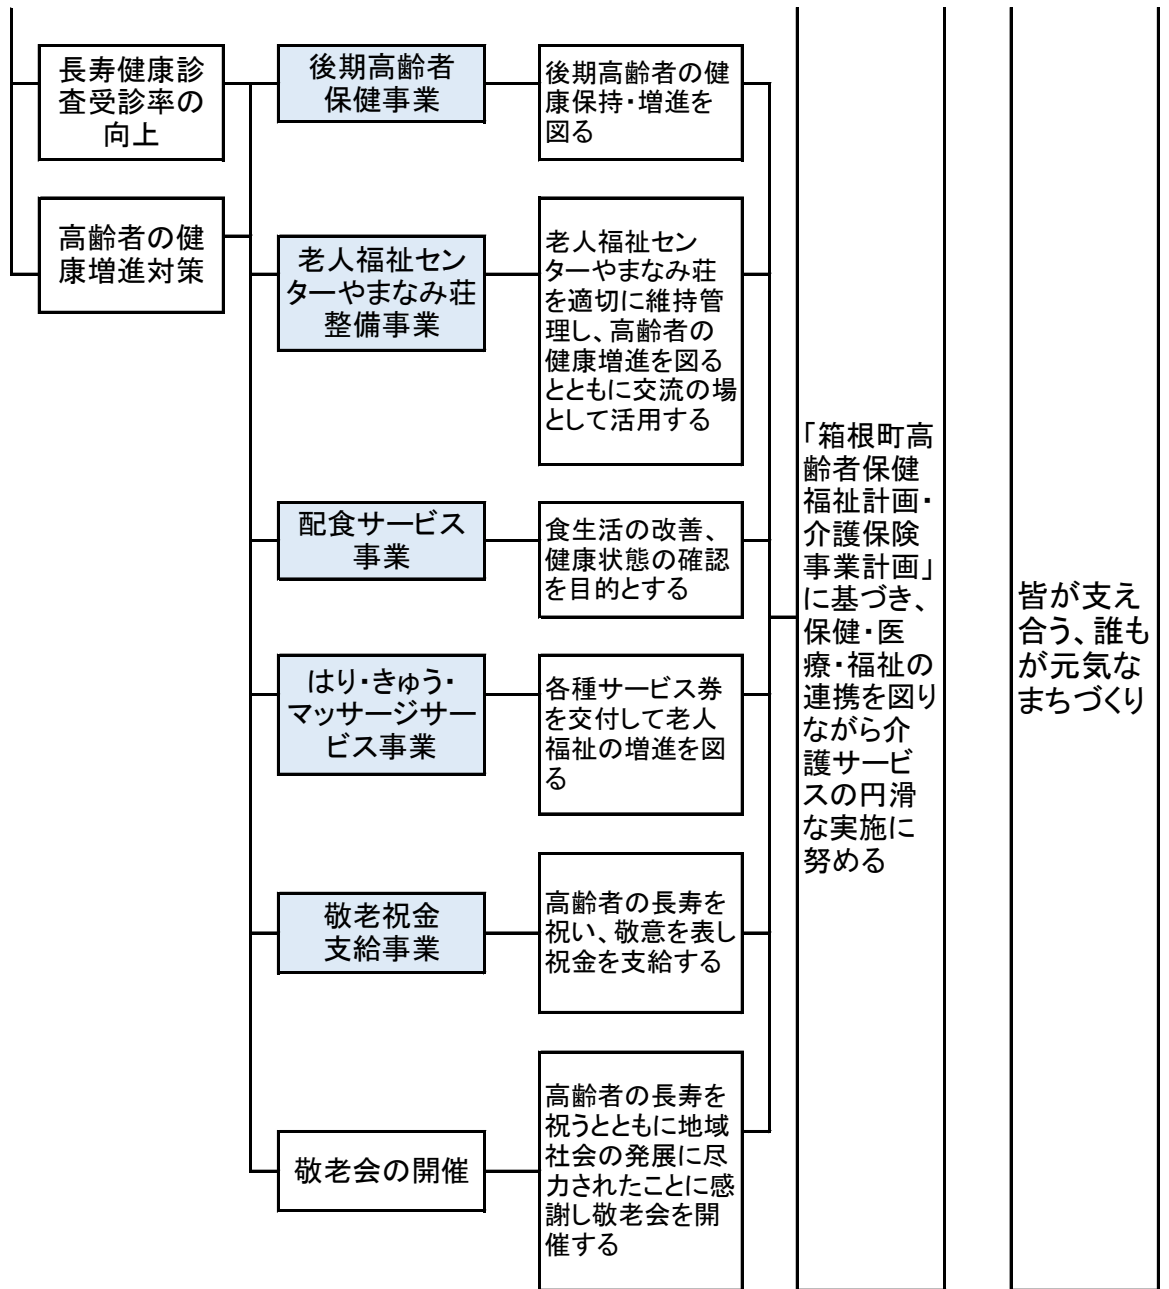 長寿健康診
査受診率の
向上
高齢者の健
康増進対策
後期高齢者
保健事業
老人福祉セン
ターやまなみ荘
整備事業
配食サービス
事業
はり・きゅう・
マッサージサー
ビス事業
敬老祝金
支給事業
敬老会の開催
後期高齢者の健
康保持・増進を
図る
老人福祉セン
ターやまなみ荘
を適切に維持管
理し、高齢者の
健康増進を図る
とともに交流の場
として活用する
食生活の改善、
健康状態の確認
を目的とする
各種サービス券
を交付して老人
福祉の増進を図
る
高齢者の長寿を
祝い、敬意を表し
祝金を支給する
高齢者の長寿を
祝うとともに地域
社会の発展に尽
力されたことに感
謝し敬老会を開
催する
「箱根町高
齢者保健
福祉計画・
介護保険
事業計画」
に基づき、
保健・医
療・福祉の
連携を図り
ながら介
護サービ
スの円滑
な実施に
努める
皆が支え
合う、誰も
が元気な
まちづくり